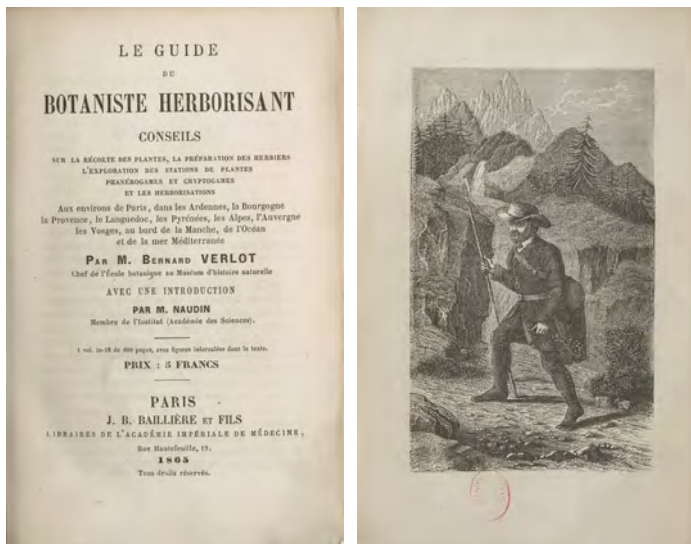 LE GUIDE
DU
BOTANISTE HERBORISANT
CONSEILS
SUR LA RÉCOLTE DES PLANTES, LA PRÉPARATION DES HERBIERS
L'EXPLORATION DES STATIONS DE PLANTES
PHANÉROGAMES ET CRYPTOGAMES
ET LES HERBORISATIONS
Aux environs de Paris, dans les Ardennes, la Bourgogne
la Provence, le Languedoc, les Pyrénées, les Alpes, l'Auvergne
les Vosges, au bord de la Manche, de l'Océan
et de la mer Méditerranée
PAR M. BERNARD VERLOT
Chef de l'École botanique au Muséum d'histoire naturelle
AVEC UNE INTRODUCTION
PAR M. NAUDIN
Membre de l'Institut (Académie des Sciences).
1 vol. in-18 de 600 pages, avec figures intercalées dans le texte.
PRIX : 5 FRANCS
PARIS
J. B. BAILLIÈRE ET FILS
LIBRAIRES DE L'ACADÉMIE IMPÉRIALE DE MÉDECINE,
Rue Hautefeuille, 19.
1865
Tous droits réservés.